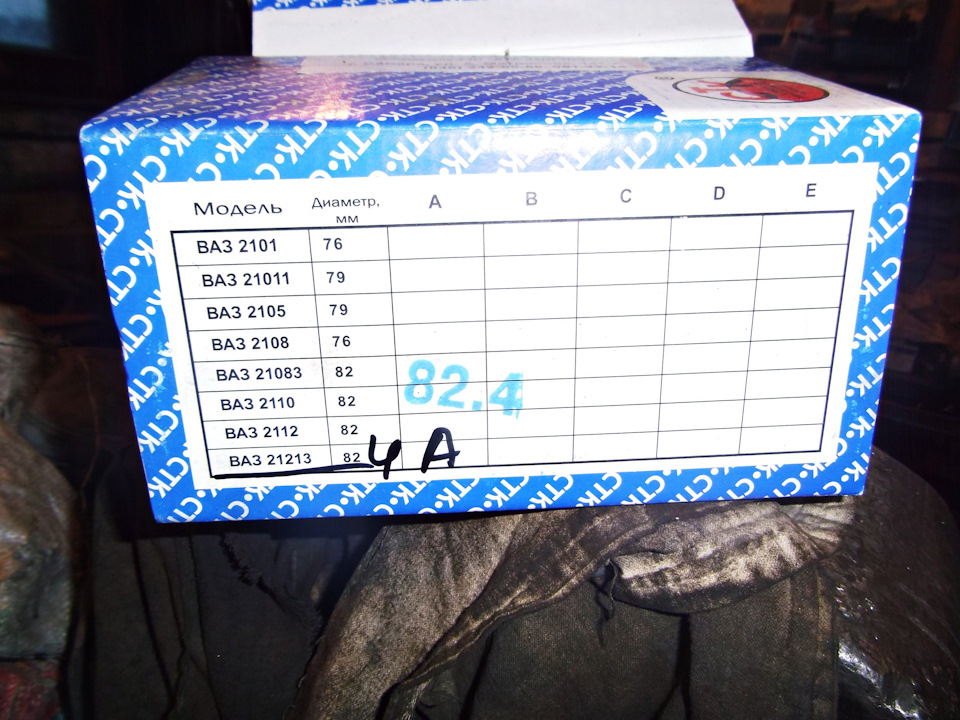 СТК
Модель Диаметр, мм A B C D E
ВАЗ 2101 76
ВАЗ 21011 79
ВАЗ 2105 79
ВАЗ 2108 76
ВАЗ 21083 82
82.4
ВАЗ 2110 82
ВАЗ 2112 82
ВАЗ 21213 82 4 A